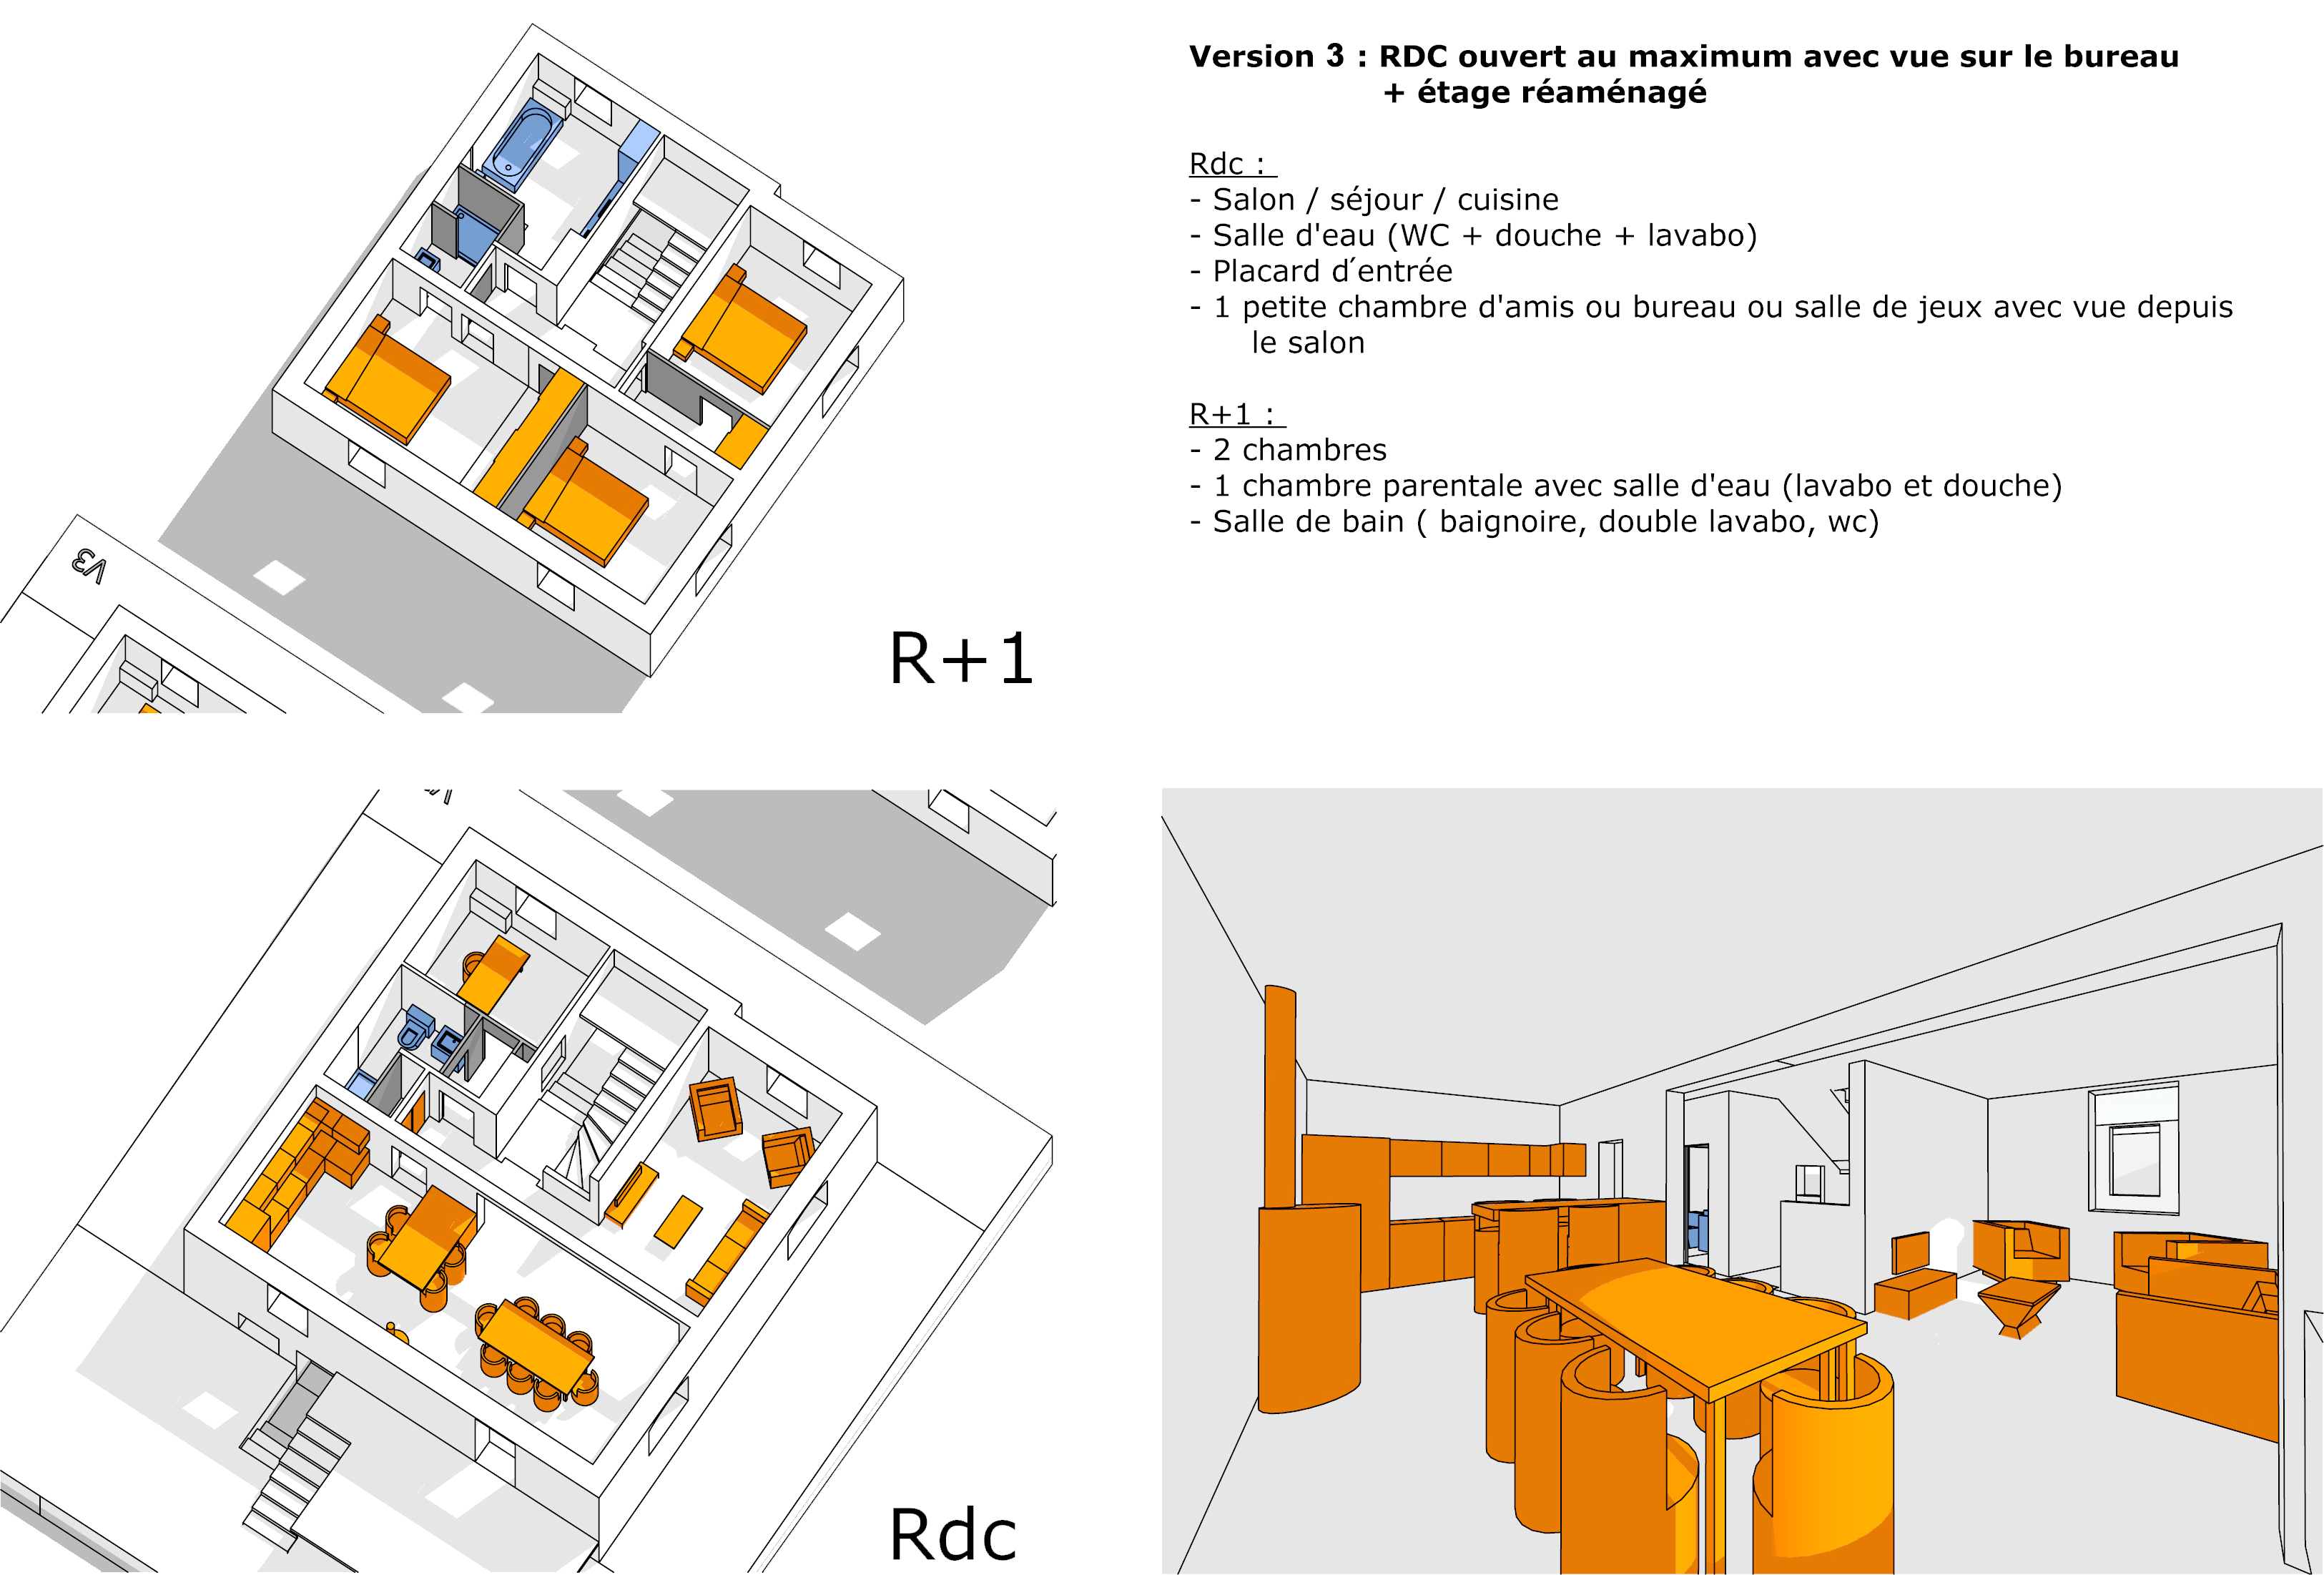 Version 3 : RDC ouvert au maximum avec vue sur le bureau
+ étage réaménagé
Rdc :
- Salon / séjour / cuisine
- Salle d'eau (WC + douche + lavabo)
- Placard d´entrée
- 1 petite chambre d'amis ou bureau ou salle de jeux avec vue depuis
le salon
R+1 :
- 2 chambres
- 1 chambre parentale avec salle d'eau (lavabo et douche)
- Salle de bain ( baignoire, double lavabo, wc)
V3
R+1
Rdc